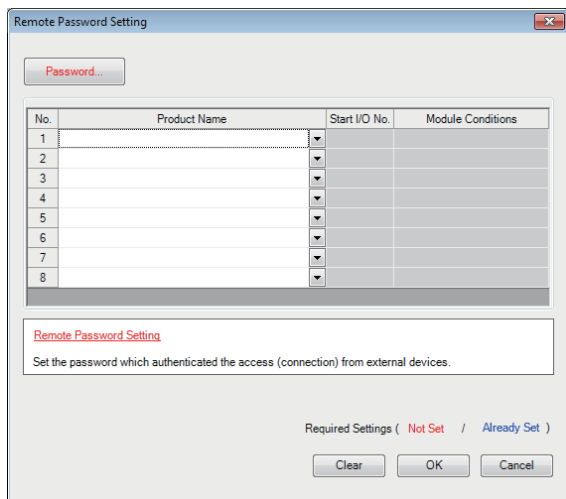 Remote Password Setting
Password...
No. Product Name Start I/O No. Module Conditions
1
2
3
4
5
6
7
8
Remote Password Setting
Set the password which authenticated the access (connection) from external devices.
Required Settings ( Not Set / Already Set )
Clear OK Cancel